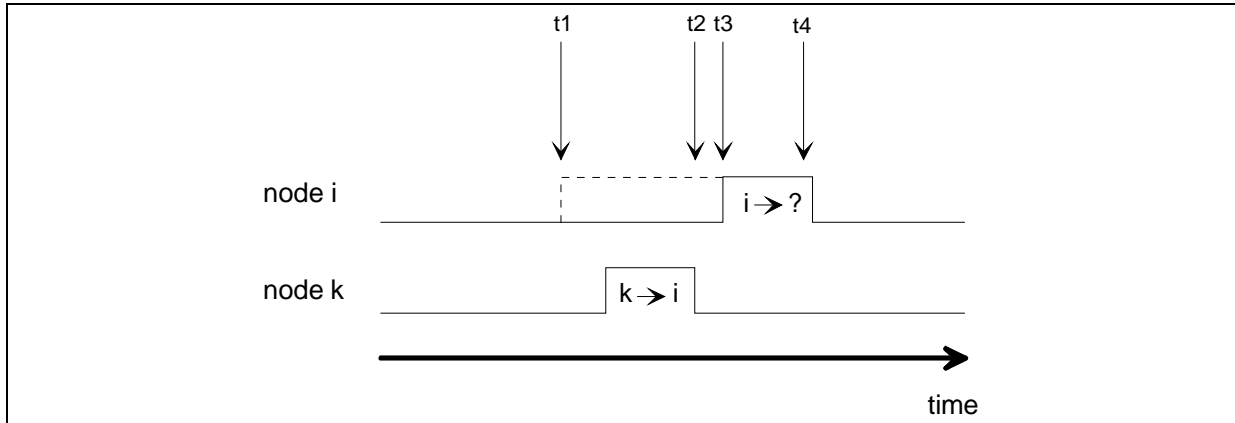 t1 t2 t3 t4
node i
i → ?
node k
k → i
time